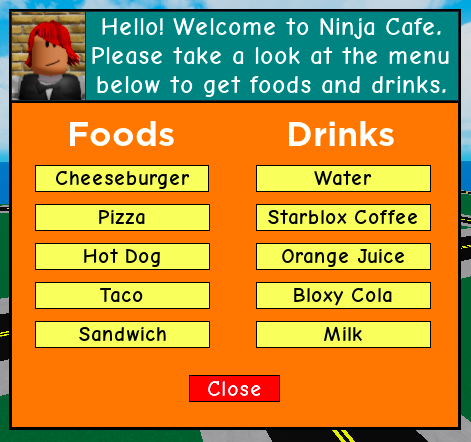 Hello! Welcome to Ninja Cafe.
Please take a look at the menu
below to get foods and drinks.
Foods
Cheeseburger
Pizza
Hot Dog
Taco
Sandwich
Drinks
Water
Starblox Coffee
Orange Juice
Bloxy Cola
Milk
Close